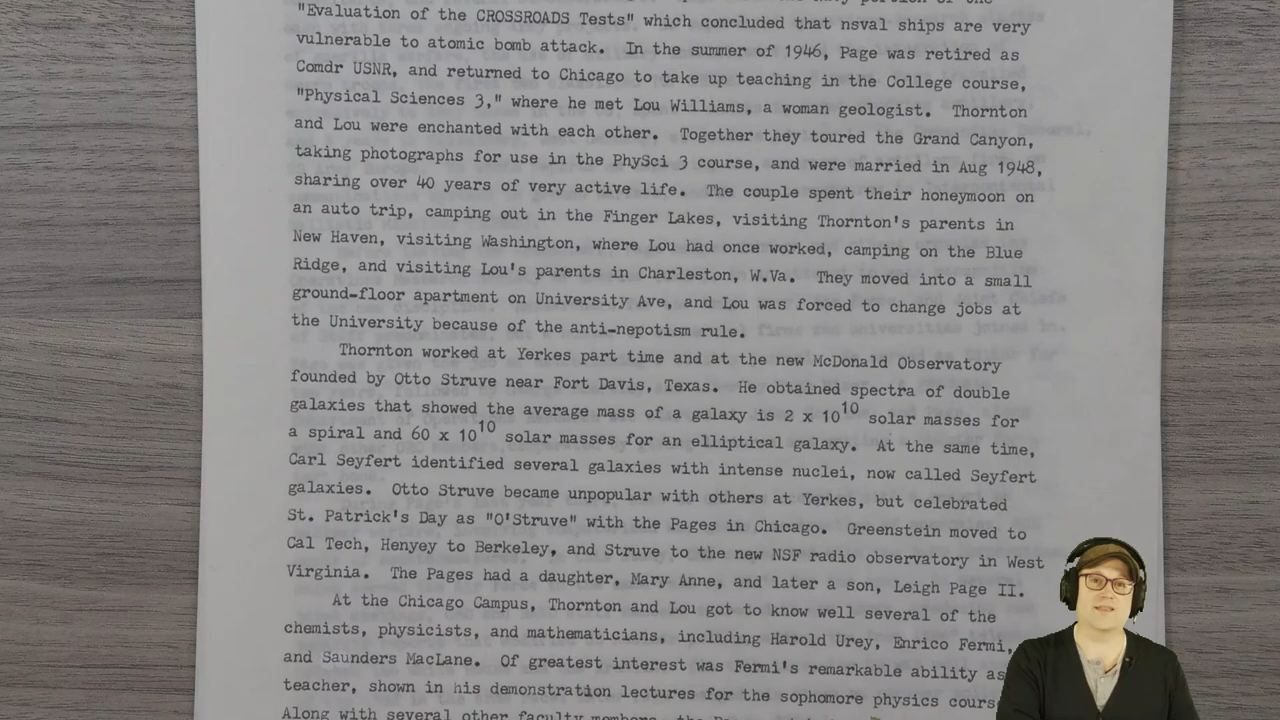 "Evaluation of the CROSSROADS Tests" which concluded that nsval ships are very
vulnerable to atomic bomb attack.  In the summer of 1946, Page was retired as
Comdr USNR, and returned to Chicago to take up teaching in the College course,
"Physical Sciences 3," where he met Lou Williams, a woman geologist.  Thornton
and Lou were enchanted with each other.  Together they toured the Grand Canyon,
taking photographs for use in the PhySci 3 course, and were married in Aug 1948,
sharing over 40 years of very active life.  The couple spent their honeymoon on
an auto trip, camping out in the Finger Lakes, visiting Thornton's parents in
New Haven, visiting Washington, where Lou had once worked, camping on the Blue
Ridge, and visiting Lou's parents in Charleston, W.Va.  They moved into a small
ground-floor apartment on University Ave, and Lou was forced to change jobs at
the University because of the anti-nepotism rule.
Thornton worked at Yerkes part time and at the new McDonald Observatory
founded by Otto Struve near Fort Davis, Texas.  He obtained spectra of double
galaxies that showed the average mass of a galaxy is 2 x 10¹⁰ solar masses for
a spiral and 60 x 10¹⁰ solar masses for an elliptical galaxy.  At the same time,
Carl Seyfert identified several galaxies with intense nuclei, now called Seyfert
galaxies.  Otto Struve became unpopular with others at Yerkes, but celebrated
St. Patrick's Day as "O'Struve" with the Pages in Chicago.  Greenstein moved to
Cal Tech, Henyey to Berkeley, and Struve to the new NSF radio observatory in West
Virginia.  The Pages had a daughter, Mary Anne, and later a son, Leigh Page II.
At the Chicago Campus, Thornton and Lou got to know well several of the
chemists, physicists, and mathematicians, including Harold Urey, Enrico Fermi,
and Saunders MacLane.  Of greatest interest was Fermi's remarkable ability as
teacher, shown in his demonstration lectures for the sophomore physics cours
Along with several other faculty members, the